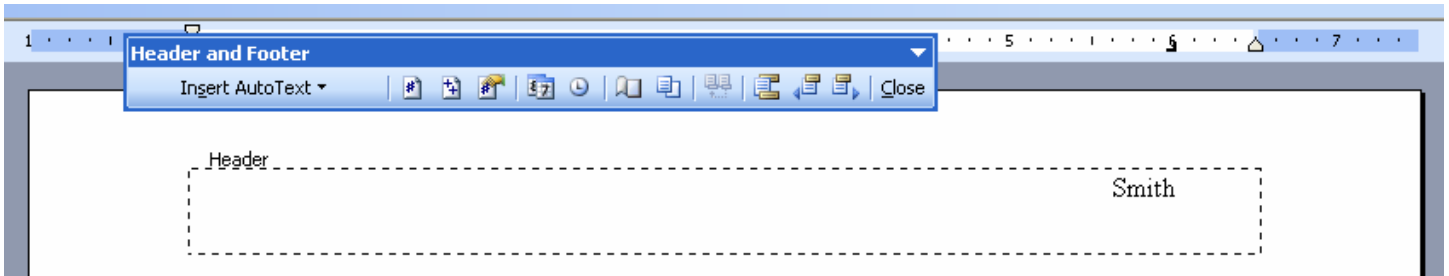 1 5 6 7
Header and Footer
Insert AutoText Close
Header
Smith